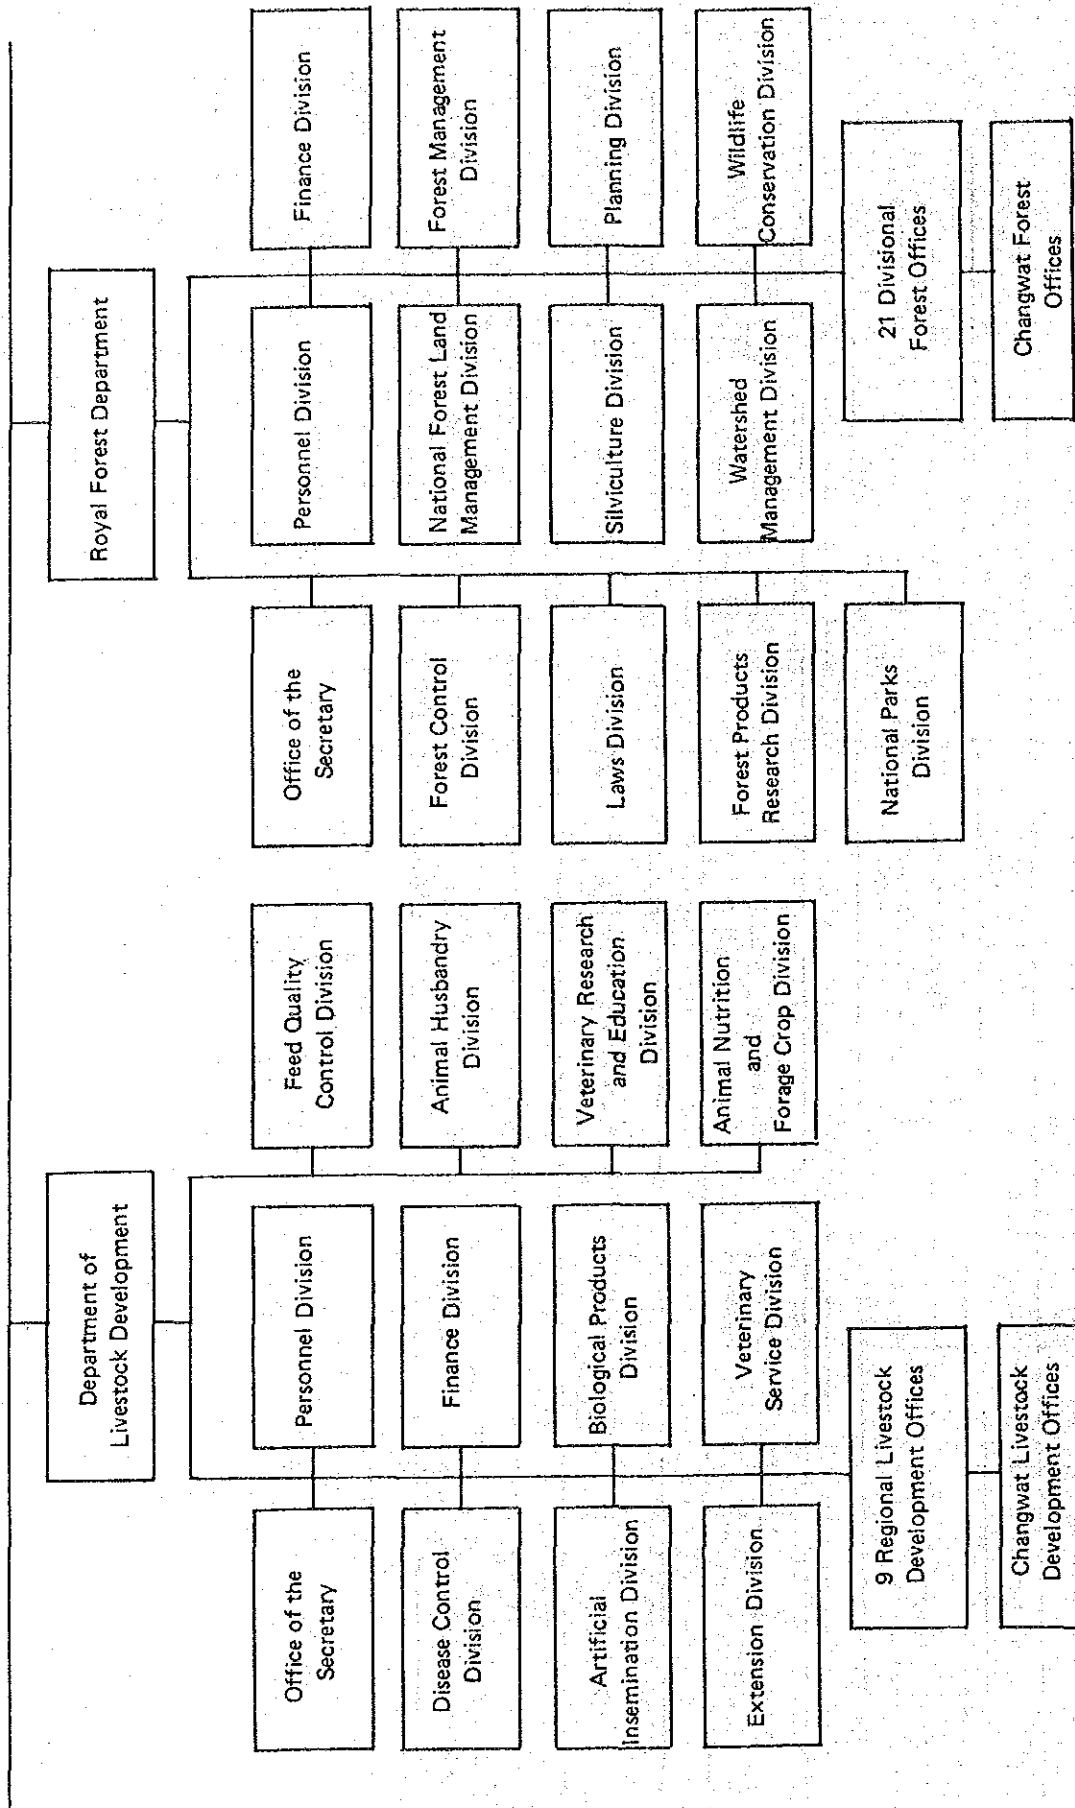 Department of
Livestock Development
Office of the
Secretary
Personnel Division
Feed Quality
Control Division
Disease Control
Division
Finance Division
Animal Husbandry
Division
Artificial
Insemination Division
Biological Products
Division
Veterinary Research
and Education
Division
Extension Division
Veterinary
Service Division
Animal Nutrition
and
Forage Crop Division
9 Regional Livestock
Development Offices
Changwat Livestock
Development Offices
Royal Forest Department
Office of the
Secretary
Personnel Division
Finance Division
Forest Control
Division
National Forest Land
Management Division
Forest Management
Division
Laws Division
Silviculture Division
Planning Division
Forest Products
Research Division
Watershed
Management Division
Wildlife
Conservation Division
National Parks
Division
21 Divisional
Forest Offices
Changwat Forest
Offices